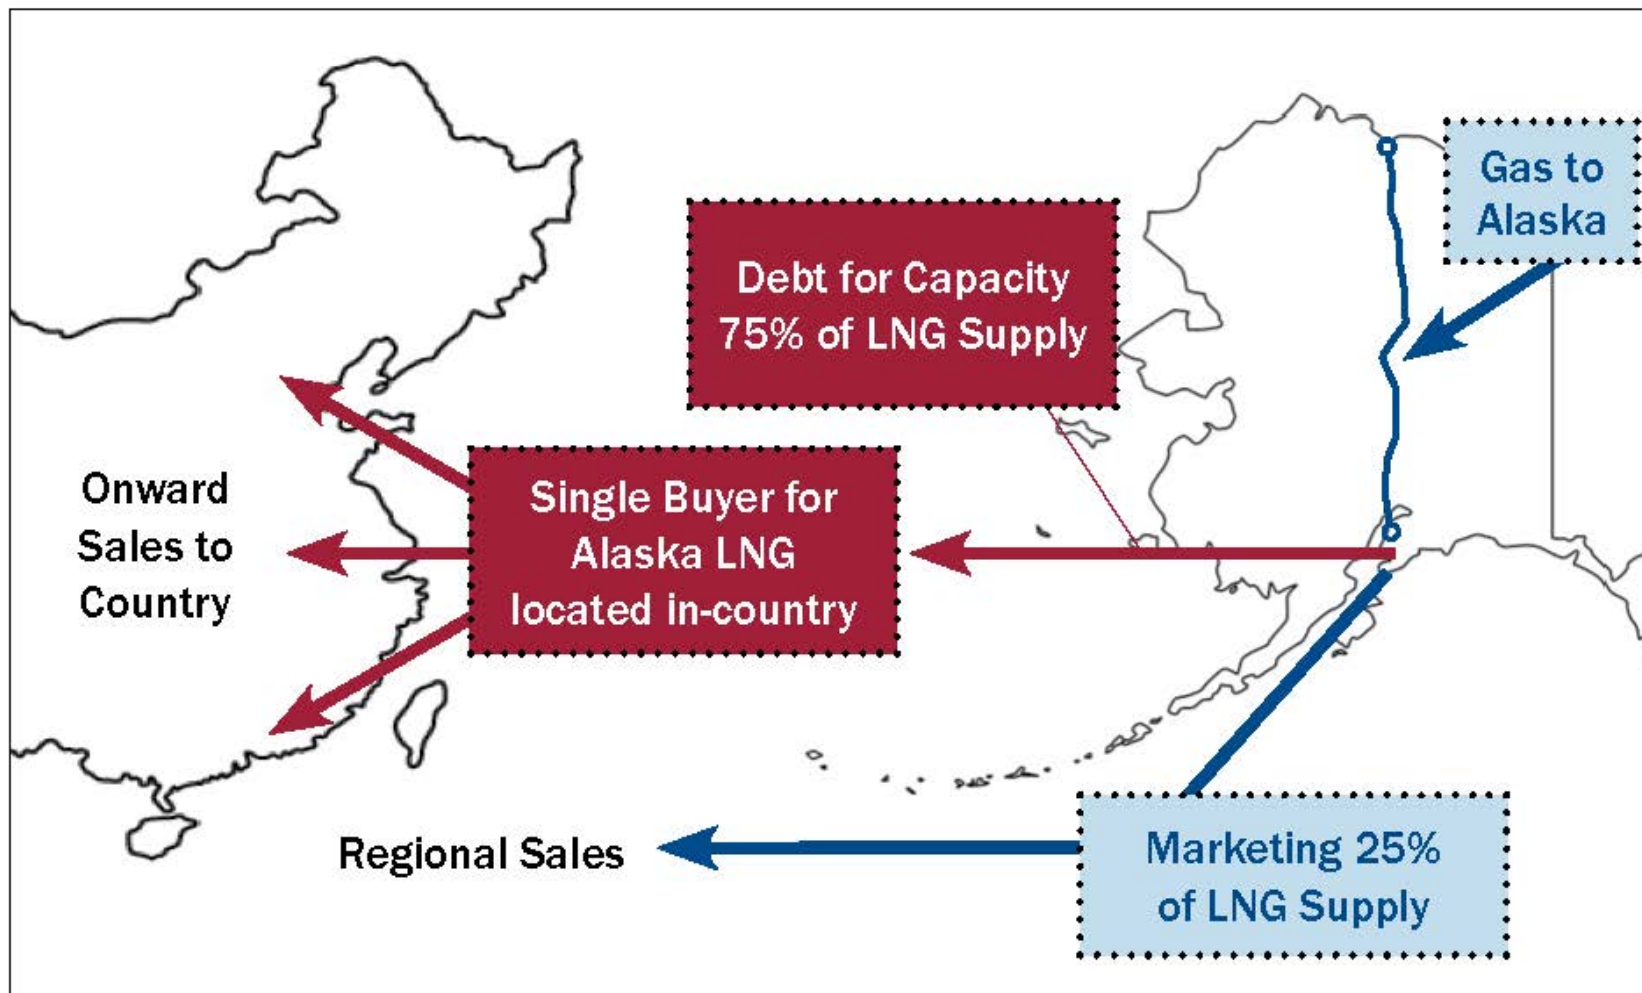 Gas to
Alaska
Debt for Capacity
75% of LNG Supply
Onward
Sales to
Country
Single Buyer for
Alaska LNG
located in-country
Regional Sales
Marketing 25%
of LNG Supply